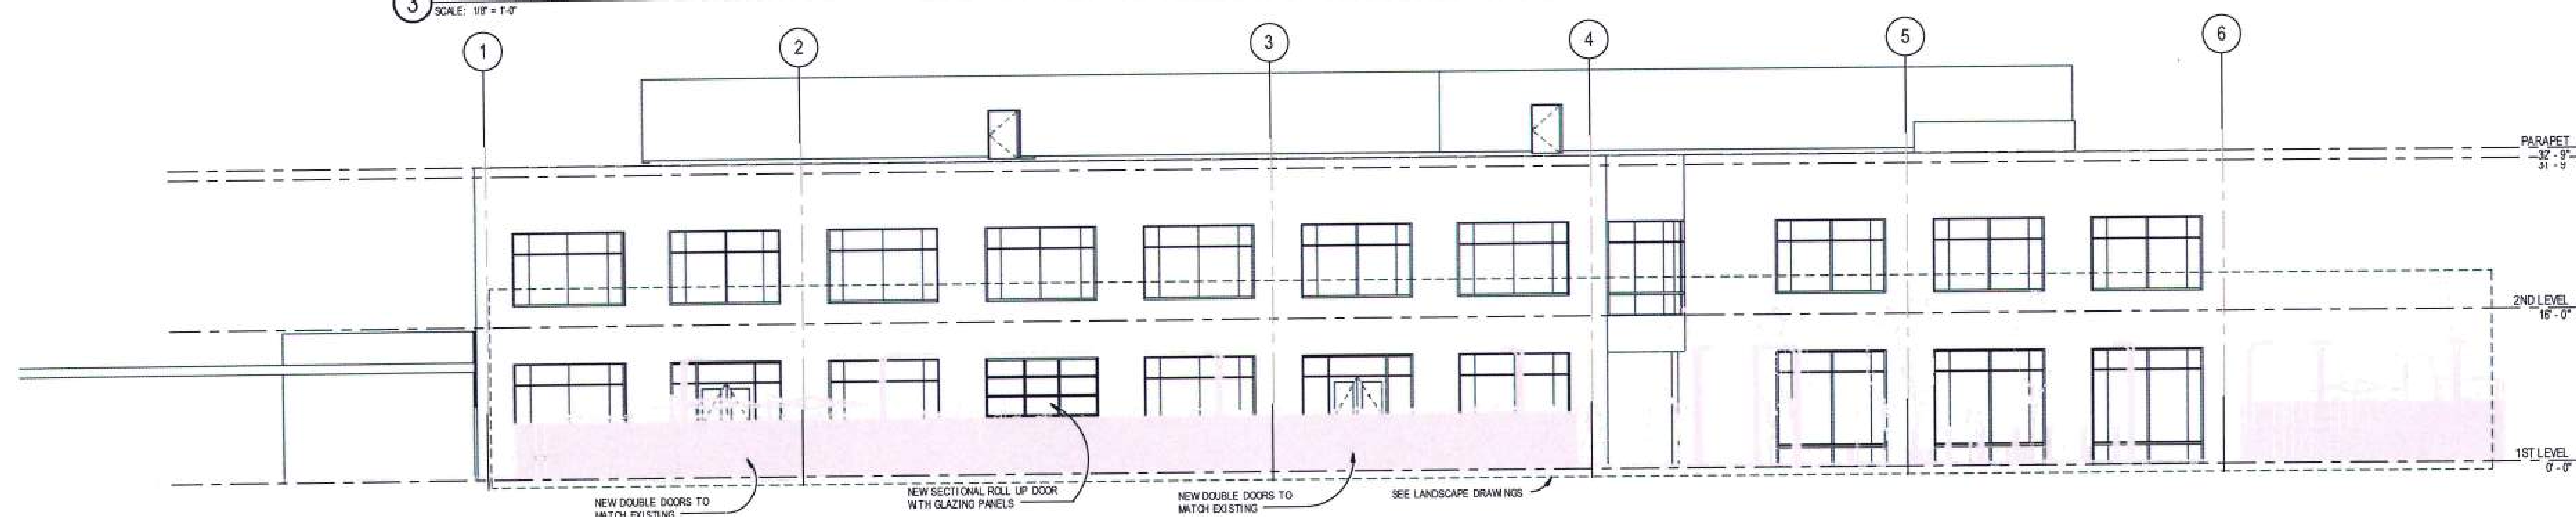 3
SCALE: 1/8" = 1'-0"
1
2
3
4
5
6
PARAPET
32' - 9"
31' - 9"
2ND LEVEL
16' - 0"
1ST LEVEL
0' - 0"
NEW DOUBLE DOORS TO
MATCH EXISTING
NEW SECTIONAL ROLL UP DOOR
WITH GLAZING PANELS
NEW DOUBLE DOORS TO
MATCH EXISTING
SEE LANDSCAPE DRAWINGS